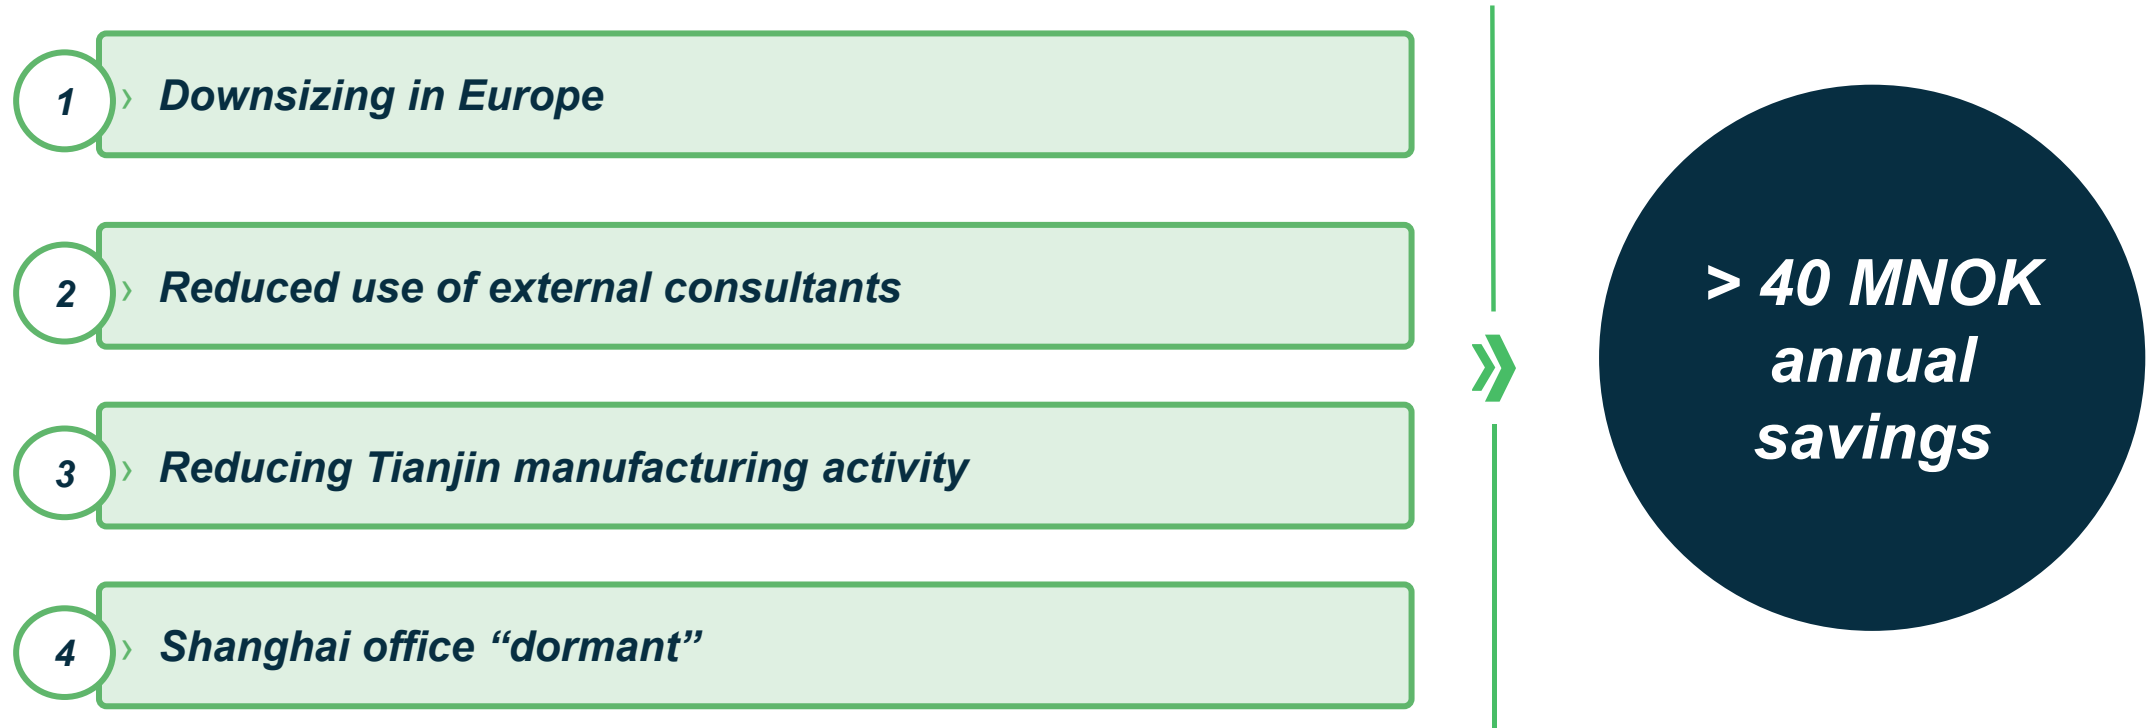 1
› Downsizing in Europe
2
› Reduced use of external consultants
3
› Reducing Tianjin manufacturing activity
4
› Shanghai office “dormant”
> 40 MNOK
annual
savings